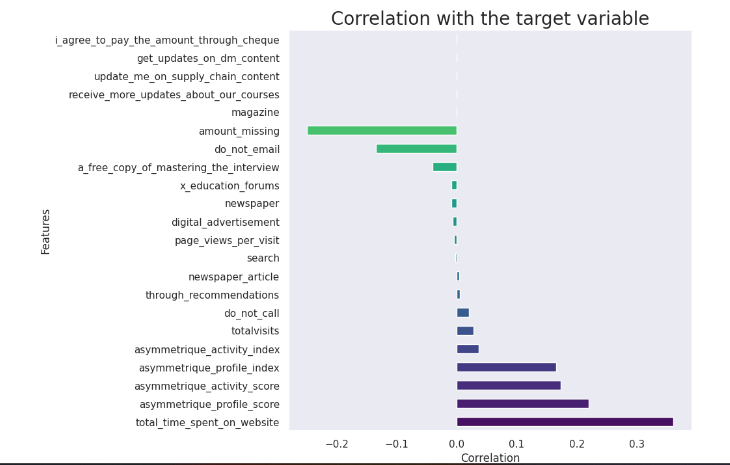 Correlation with the target variable
i_agree_to_pay_the_amount_through_cheque
get_updates_on_dm_content
update_me_on_supply_chain_content
receive_more_updates_about_our_courses
magazine
amount_missing
do_not_email
a_free_copy_of_mastering_the_interview
x_education_forums
newspaper
digital_advertisement
page_views_per_visit
search
newspaper_article
through_recommendations
do_not_call
totalvisits
asymmetrique_activity_index
asymmetrique_profile_index
asymmetrique_activity_score
asymmetrique_profile_score
total_time_spent_on_website
Features
−0.2 −0.1 0.0 0.1 0.2 0.3
Correlation